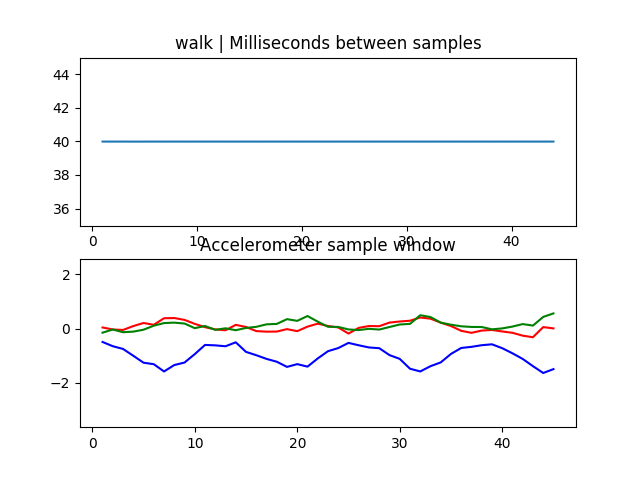 walk | Milliseconds between samples
44
42
40
38
36
0 10 20 30 40
Accelerometer sample window
2
0
−2
0 10 20 30 40